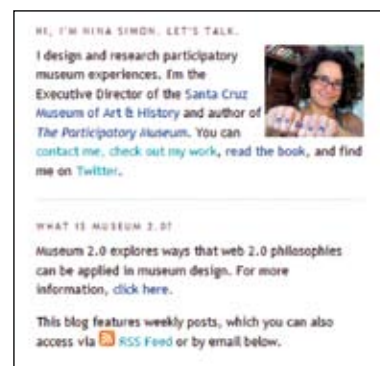 HI, I'M NINA SIMON. LET'S TALK.
I design and research participatory
museum experiences. I'm the
Executive Director of the Santa Cruz
Museum of Art & History and author of
The Participatory Museum. You can
contact me, check out my work, read the book, and find
me on Twitter.
WHAT IS MUSEUM 2.0?
Museum 2.0 explores ways that web 2.0 philosophies
can be applied in museum design. For more
information, click here.
This blog features weekly posts, which you can also
access via RSS Feed or by email below.